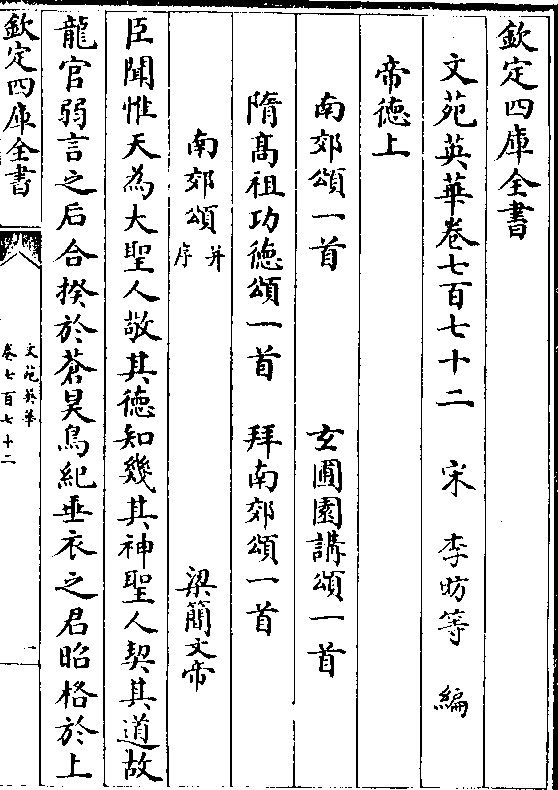 欽定四庫全書
文苑英華卷七百七十二　宋　李昉等　編
帝德上
南郊頌一首　玄圃園講頌一首
隋髙祖功德頌一首　拜南郊頌一首
南郊頌并序　梁簡文帝
臣聞惟天為大聖人敬其德知幾其神聖人契其道故
龍官弱言之后合揆於蒼昊鳥紀垂衣之君昭格於上
欽定四庫全書
文苑英華
卷七百七十二
一